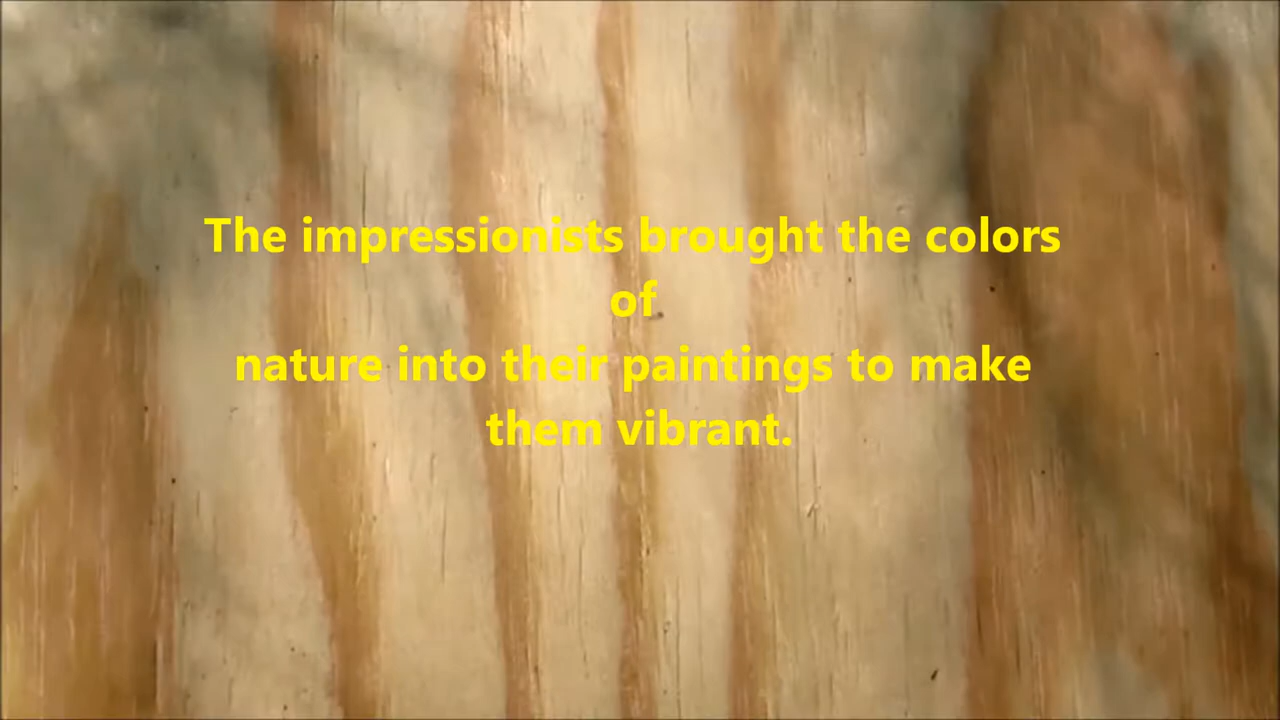 The impressionists brought the colors
of
nature into their paintings to make
them vibrant.